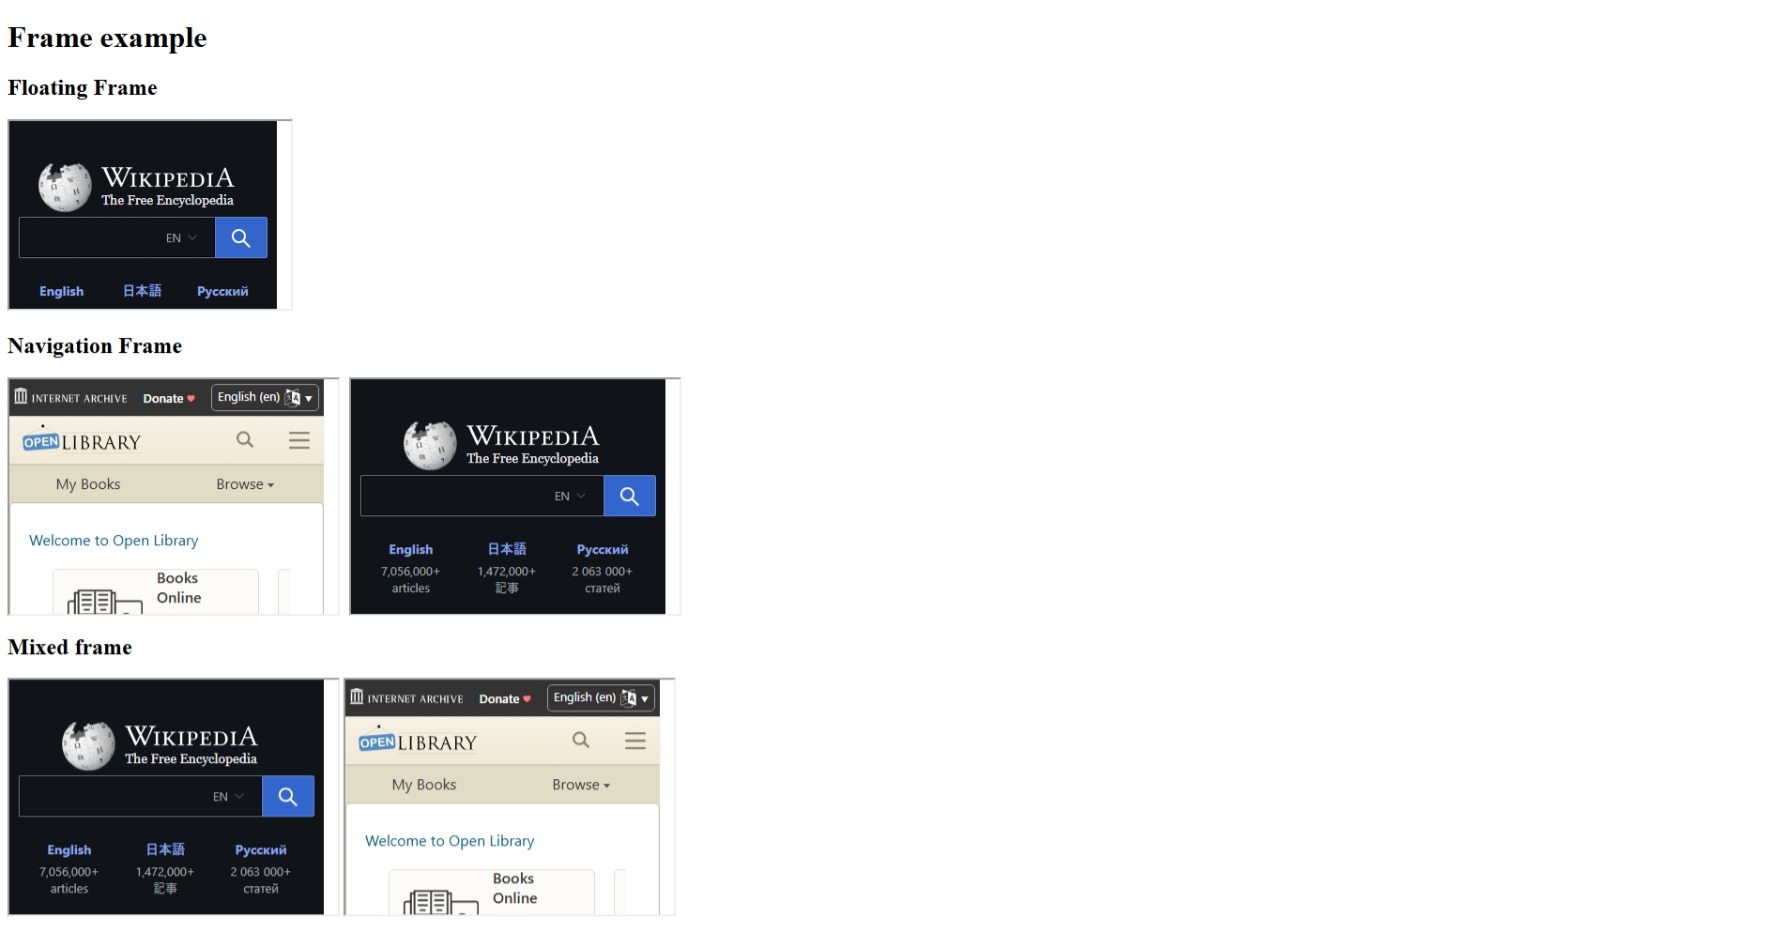 Frame example
Floating Frame
WIKIPEDIA
The Free Encyclopedia
EN
English 日本語 Русский
Navigation Frame
INTERNET ARCHIVE Donate English (en)
OPEN LIBRARY
My Books Browse
Welcome to Open Library
Books
Online
WIKIPEDIA
The Free Encyclopedia
EN
English 日本語 Русский
7,056,000+ 1,472,000+ 2 063 000+
articles 記事 статей
Mixed frame
WIKIPEDIA
The Free Encyclopedia
EN
English 日本語 Русский
7,056,000+ 1,472,000+ 2 063 000+
articles 記事 статей
INTERNET ARCHIVE Donate English (en)
OPEN LIBRARY
My Books Browse
Welcome to Open Library
Books
Online